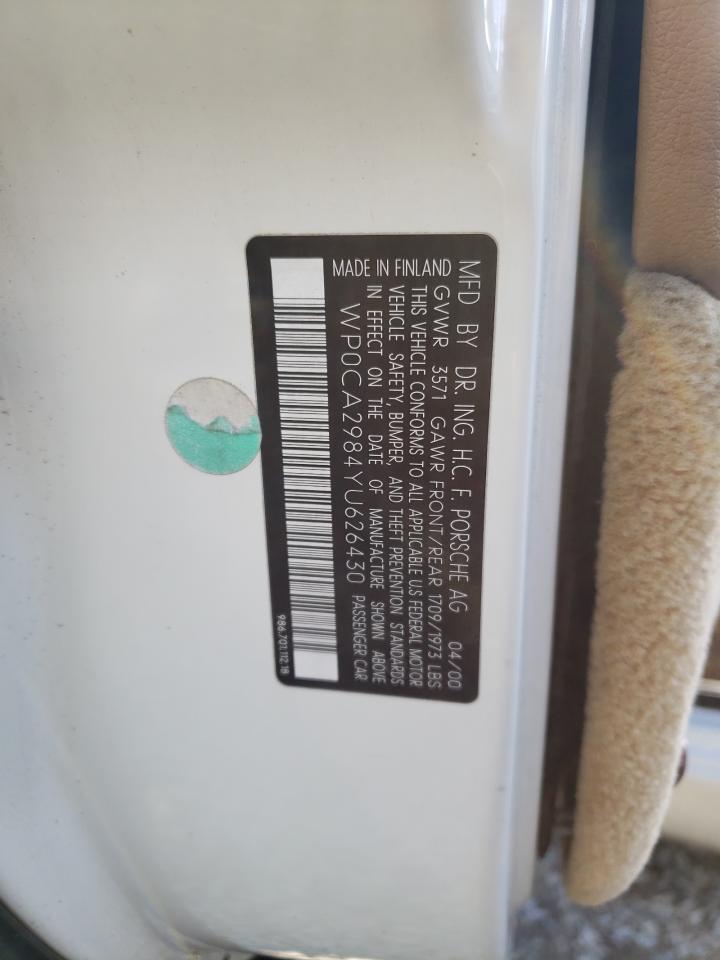 MFD BY DR. ING. H.C. F. PORSCHE AG 04/00
GVWR 3571 GAWR FRONT/REAR 1709/1973 LBS
THIS VEHICLE CONFORMS TO ALL APPLICABLE US FEDERAL MOTOR
VEHICLE SAFETY, BUMPER, AND THEFT PREVENTION STANDARDS
IN EFFECT ON THE DATE OF MANUFACTURE SHOWN ABOVE
MADE IN FINLAND WP0CA2984YU626430 PASSENGER CAR
986.701.112.18